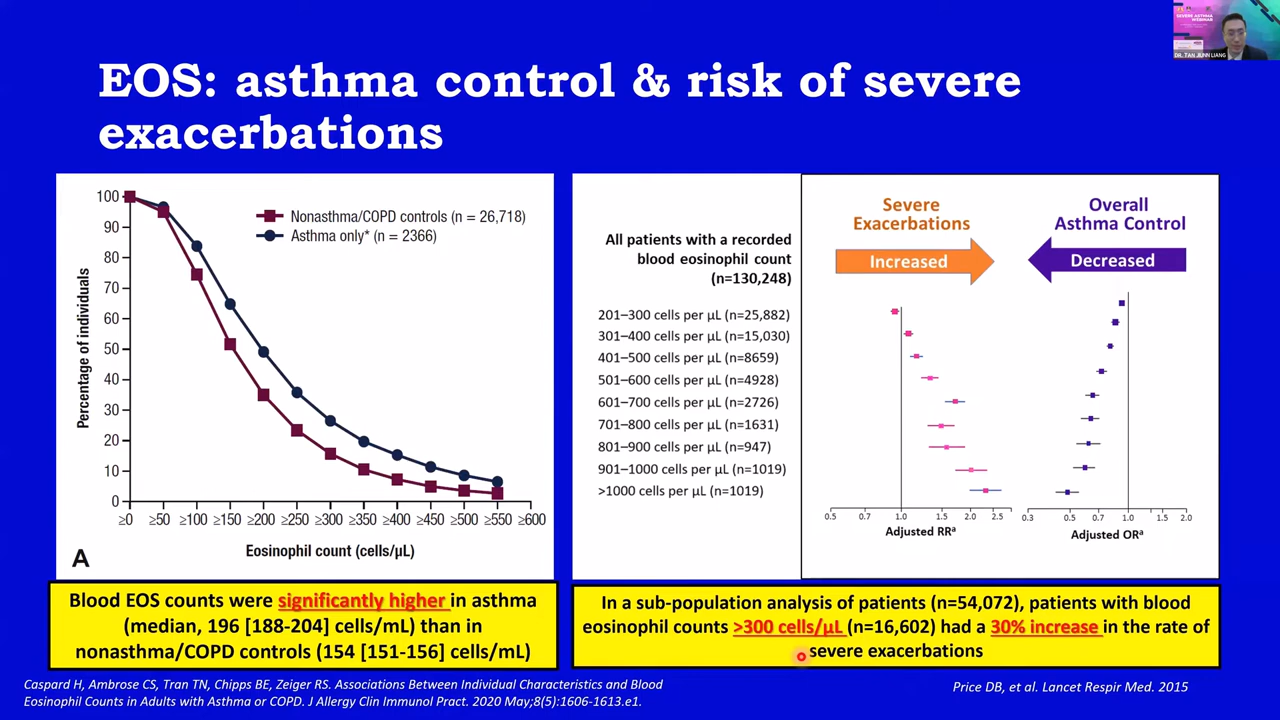 EOS: asthma control & risk of severe
exacerbations
SEVERE ASTHMA
WEBINAR
DR. TAN JUNN LIANG
100
90
80
70
60
50
40
30
20
10
0
Percentage of individuals
Nonasthma/COPD controls (n = 26,718)
Asthma only* (n = 2366)
≥0 ≥50 ≥100 ≥150 ≥200 ≥250 ≥300 ≥350 ≥400 ≥450 ≥500 ≥550 ≥600
Eosinophil count (cells/µL)
A
All patients with a recorded
blood eosinophil count
(n=130,248)
201–300 cells per µL (n=25,882)
301–400 cells per µL (n=15,030)
401–500 cells per µL (n=8659)
501–600 cells per µL (n=4928)
601–700 cells per µL (n=2726)
701–800 cells per µL (n=1631)
801–900 cells per µL (n=947)
901–1000 cells per µL (n=1019)
>1000 cells per µL (n=1019)
Severe
Exacerbations
Increased
0.5 0.7 1.0 1.5 2.0 2.5
Adjusted RRª
Overall
Asthma Control
Decreased
0.3 0.5 0.7 1.0 1.5 2.0
Adjusted ORª
Blood EOS counts were significantly higher in asthma
(median, 196 [188-204] cells/mL) than in
nonasthma/COPD controls (154 [151-156] cells/mL)
In a sub-population analysis of patients (n=54,072), patients with blood
eosinophil counts >300 cells/µL (n=16,602) had a 30% increase in the rate of
severe exacerbations
Caspard H, Ambrose CS, Tran TN, Chipps BE, Zeiger RS. Associations Between Individual Characteristics and Blood
Eosinophil Counts in Adults with Asthma or COPD. J Allergy Clin Immunol Pract. 2020 May;8(5):1606-1613.e1.
Price DB, et al. Lancet Respir Med. 2015